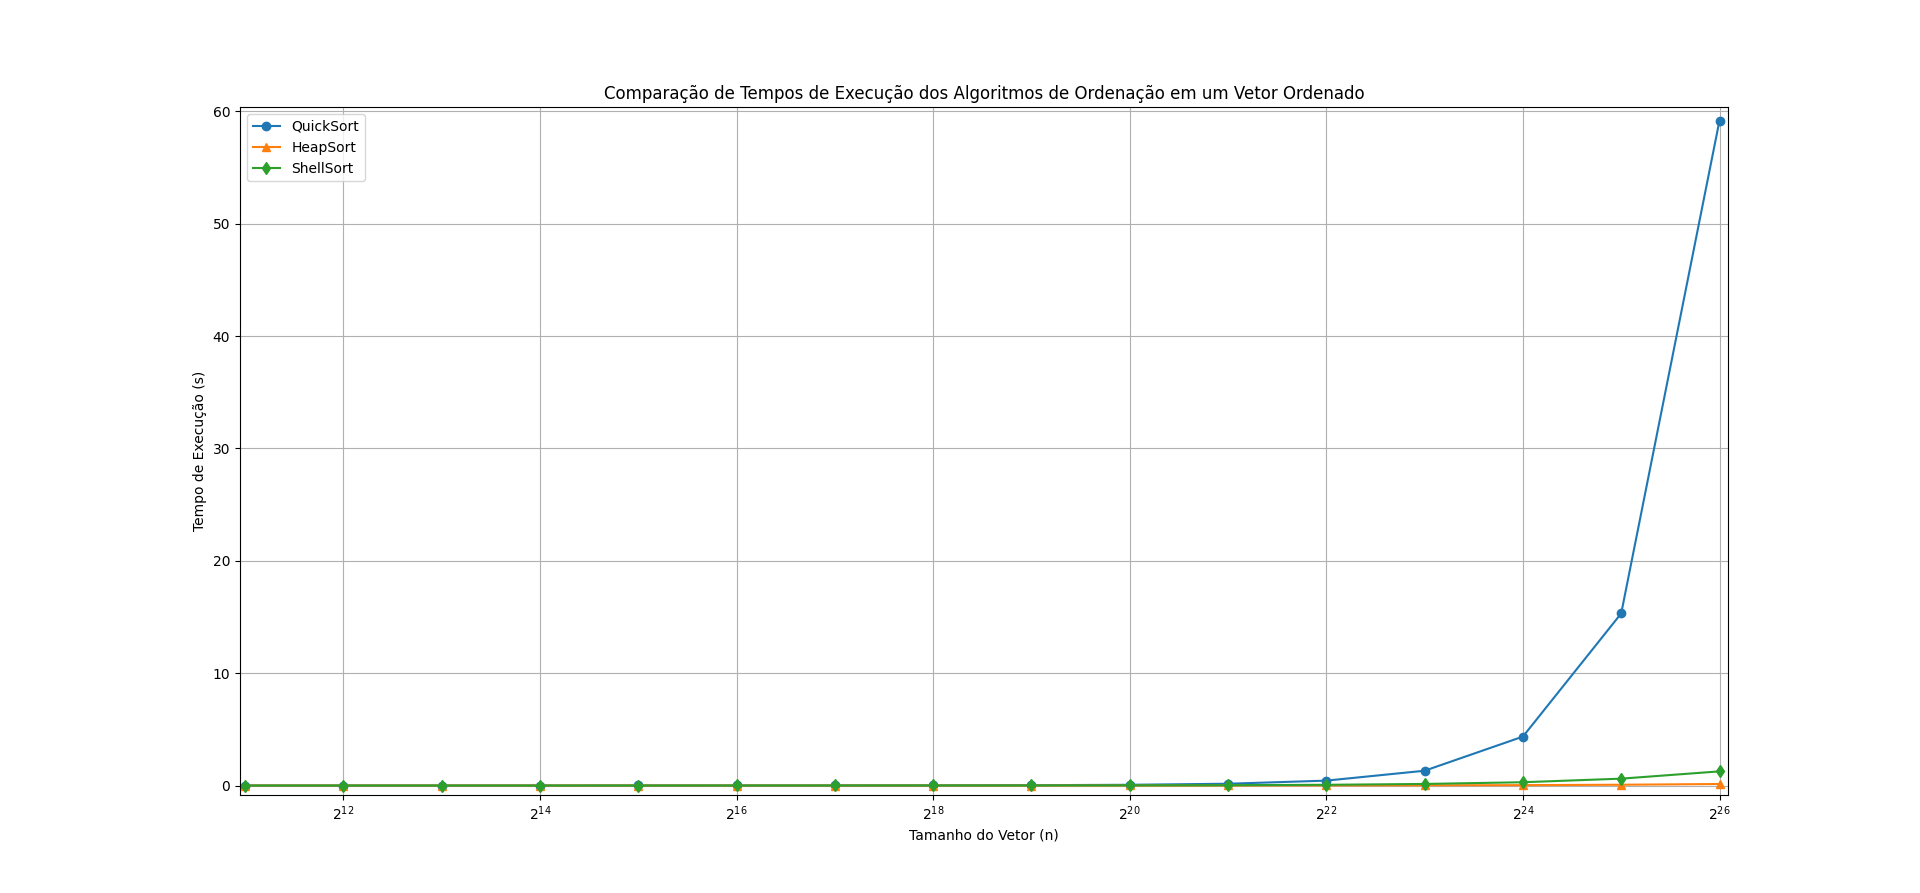 Comparação de Tempos de Execução dos Algoritmos de Ordenação em um Vetor Ordenado
QuickSort
HeapSort
ShellSort
60
50
40
30
20
10
0
Tempo de Execução (s)
2^12 2^14 2^16 2^18 2^20 2^22 2^24 2^26
Tamanho do Vetor (n)